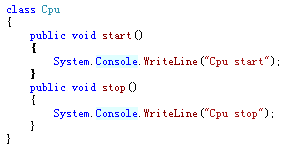 class Cpu
{
    public void start()
    {
        System.Console.WriteLine("Cpu start");
    }
    public void stop()
    {
        System.Console.WriteLine("Cpu stop");
    }
}